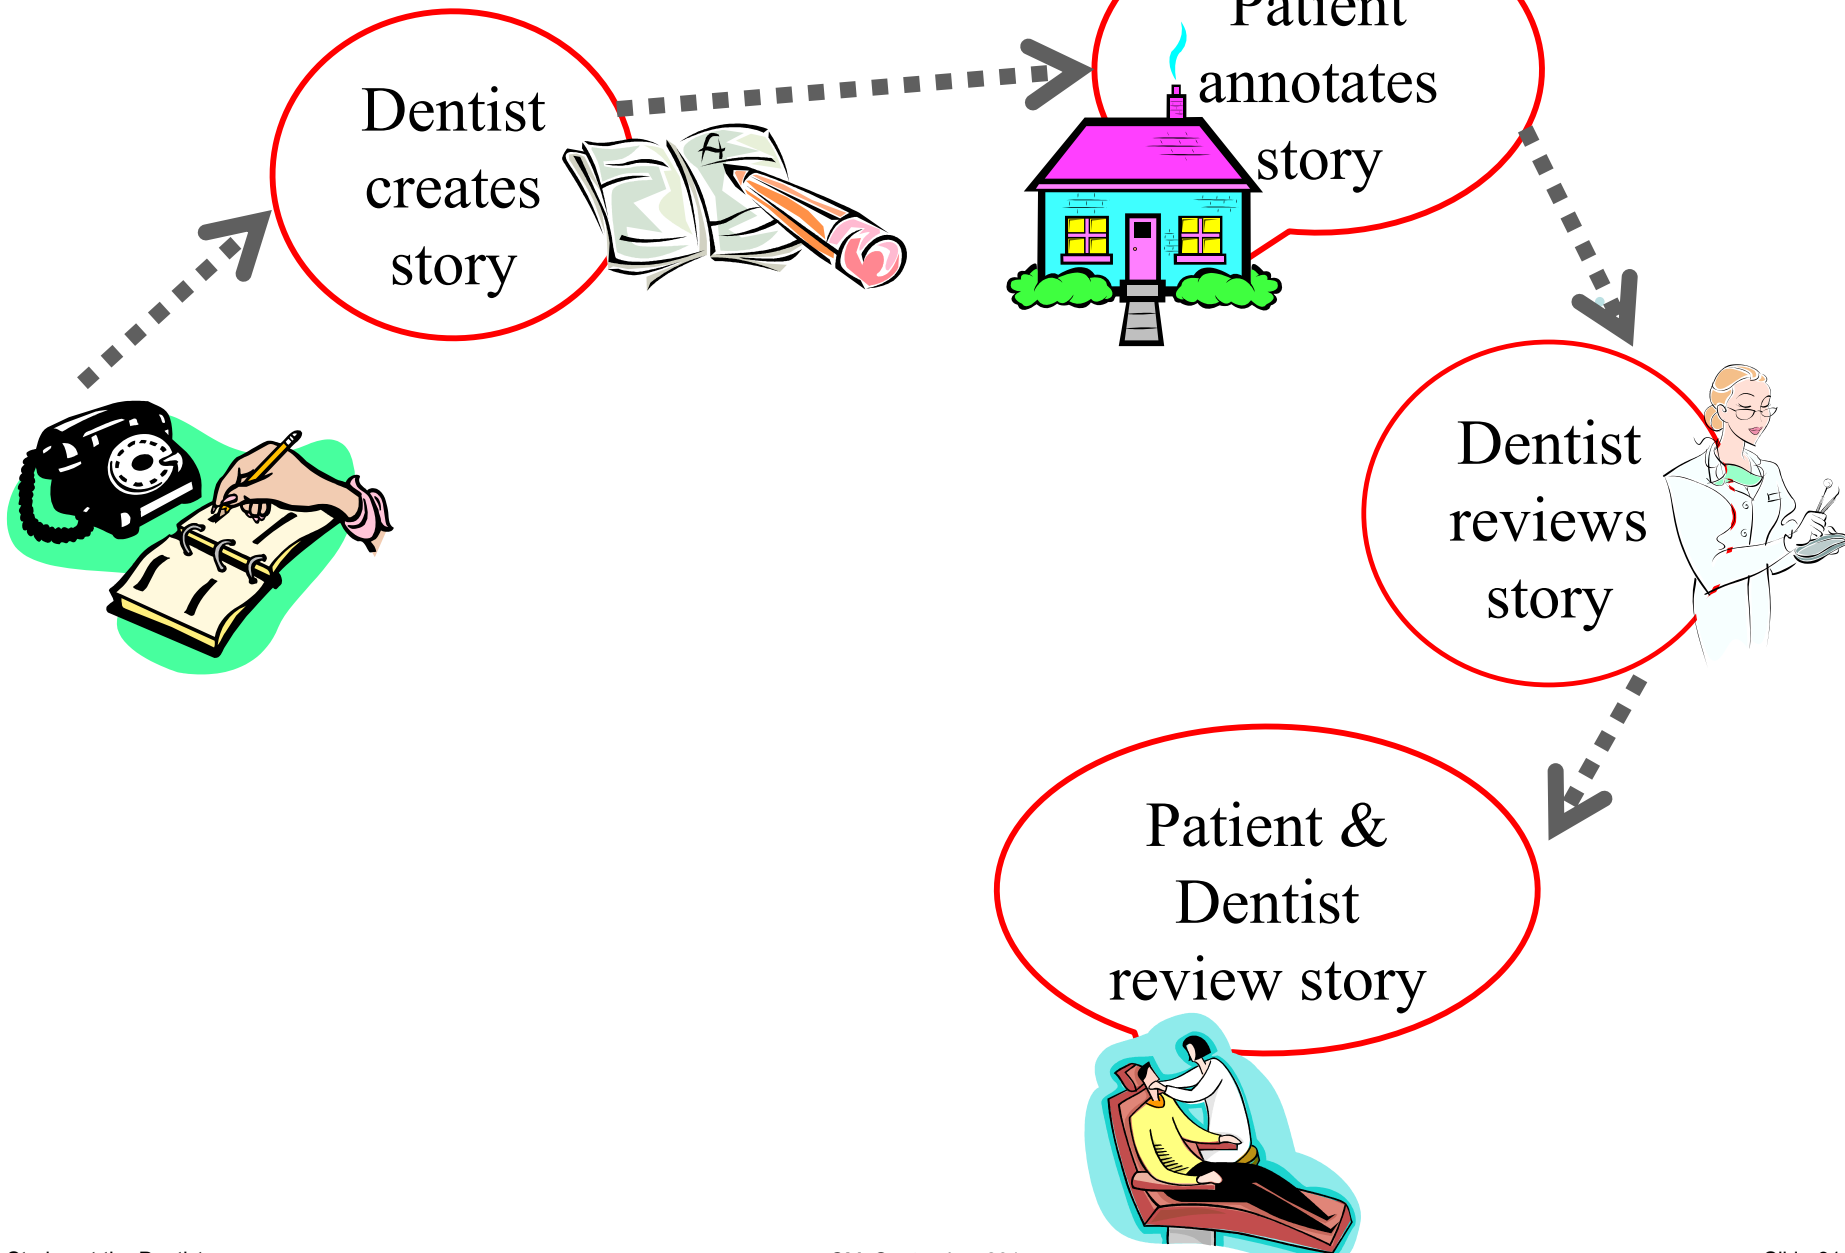 Dentist
creates
story
Patient
annotates
story
Dentist
reviews
story
Patient &
Dentist
review story